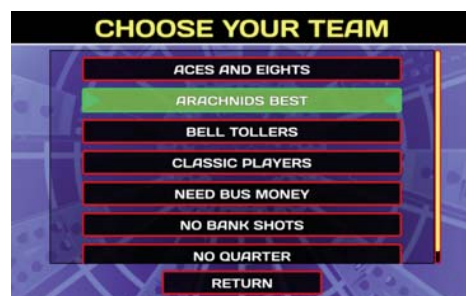 CHOOSE YOUR TEAM
ACES AND EIGHTS
ARACHNIDS BEST
BELL TOLLERS
CLASSIC PLAYERS
NEED BUS MONEY
NO BANK SHOTS
NO QUARTER
RETURN